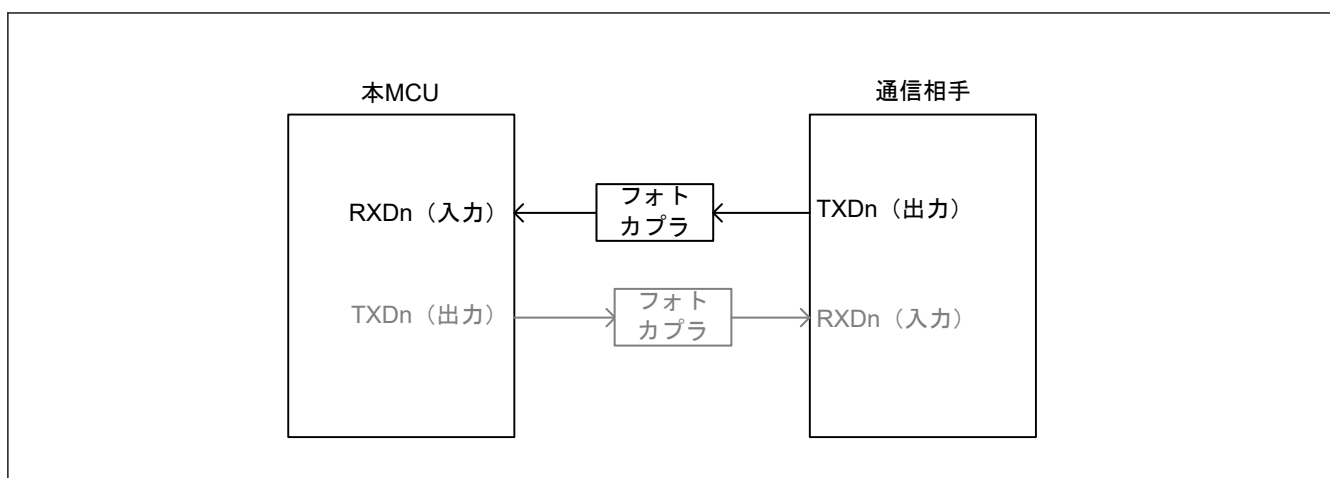 本MCU
通信相手
RXDn（入力）
フォト
カプラ
TXDn（出力）
TXDn（出力）
フォト
カプラ
RXDn（入力）